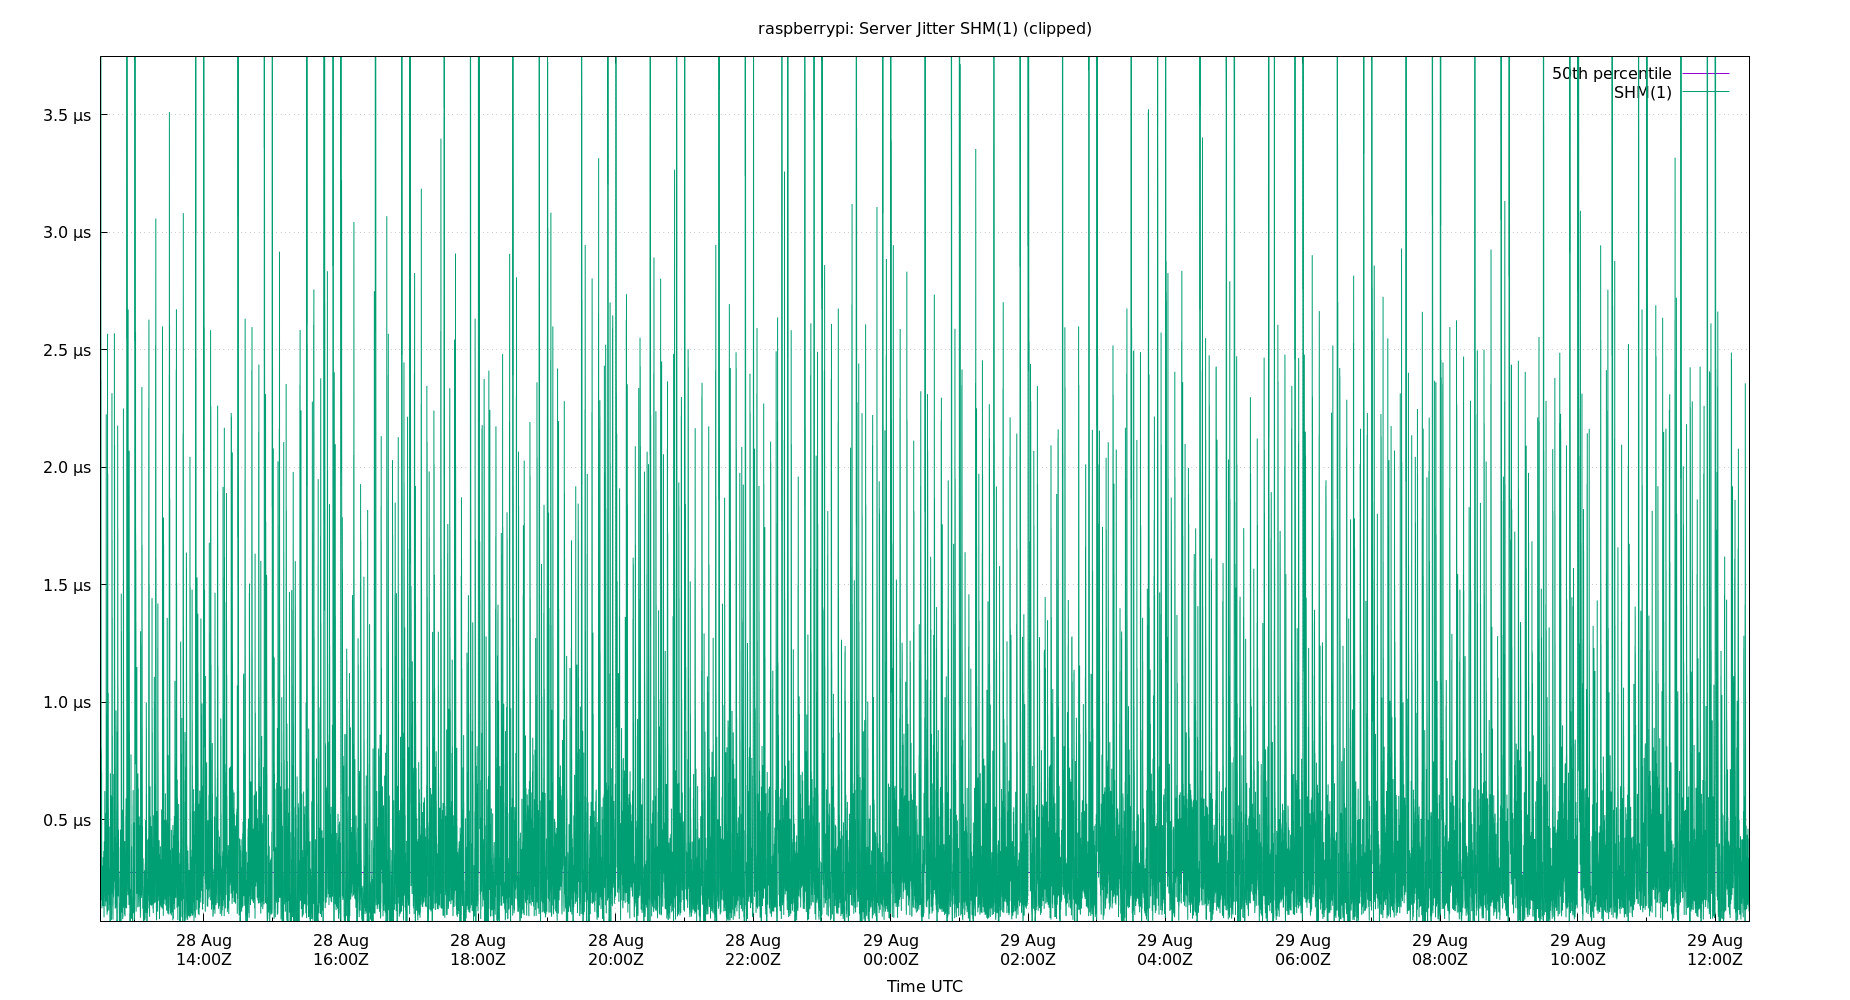 raspberrypi: Server Jitter SHM(1) (clipped)
50th percentile
SHM(1)
3.5 µs
3.0 µs
2.5 µs
2.0 µs
1.5 µs
1.0 µs
0.5 µs
28 Aug 28 Aug 28 Aug 28 Aug 28 Aug 29 Aug 29 Aug 29 Aug 29 Aug 29 Aug 29 Aug 29 Aug
14:00Z 16:00Z 18:00Z 20:00Z 22:00Z 00:00Z 02:00Z 04:00Z 06:00Z 08:00Z 10:00Z 12:00Z
Time UTC